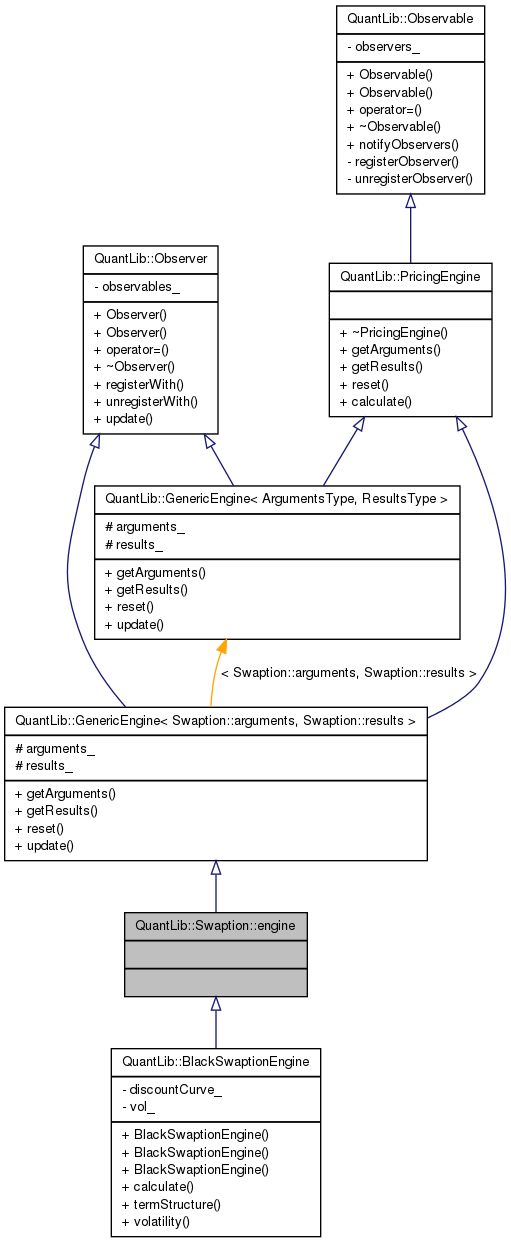 QuantLib::Observable
- observers_
+ Observable()
+ Observable()
+ operator=()
+ ~Observable()
+ notifyObservers()
- registerObserver()
- unregisterObserver()
QuantLib::Observer
- observables_
+ Observer()
+ Observer()
+ operator=()
+ ~Observer()
+ registerWith()
+ unregisterWith()
+ update()
QuantLib::PricingEngine
+ ~PricingEngine()
+ getArguments()
+ getResults()
+ reset()
+ calculate()
QuantLib::GenericEngine< ArgumentsType, ResultsType >
# arguments_
# results_
+ getArguments()
+ getResults()
+ reset()
+ update()
< Swaption::arguments, Swaption::results >
QuantLib::GenericEngine< Swaption::arguments, Swaption::results >
# arguments_
# results_
+ getArguments()
+ getResults()
+ reset()
+ update()
QuantLib::Swaption::engine
QuantLib::BlackSwaptionEngine
- discountCurve_
- vol_
+ BlackSwaptionEngine()
+ BlackSwaptionEngine()
+ BlackSwaptionEngine()
+ calculate()
+ termStructure()
+ volatility()